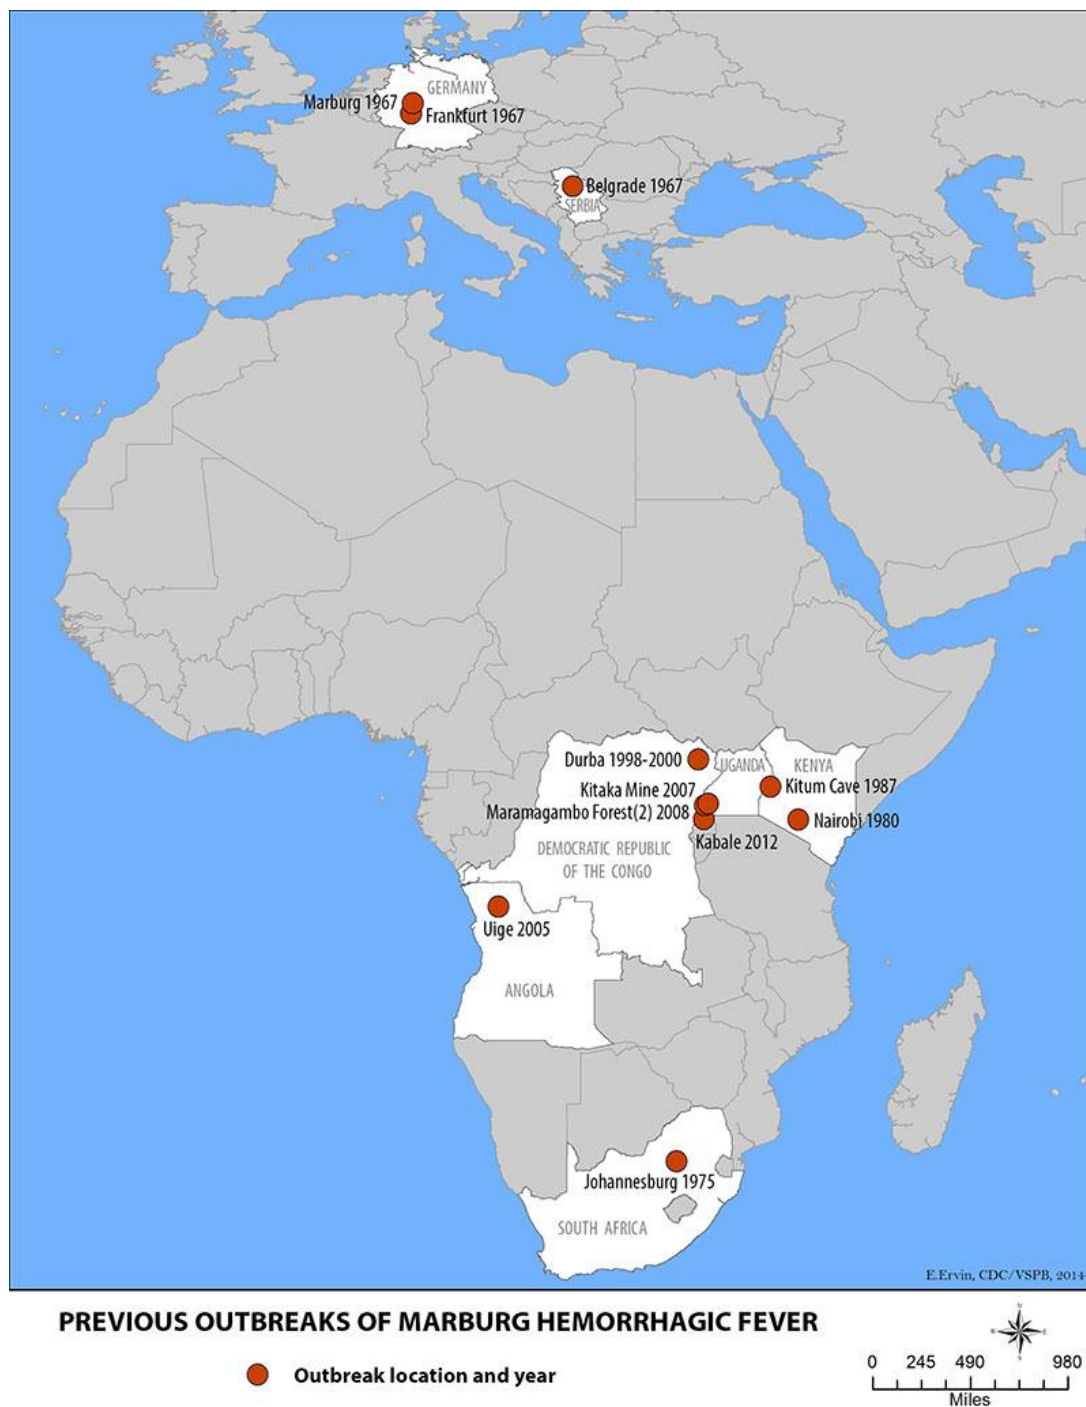 GERMANY
Marburg 1967
Frankfurt 1967
Belgrade 1967
SERBIA
Durba 1998-2000
UGANDA
KENYA
Kitaka Mine 2007
Kitum Cave 1987
Maramagambo Forest(2) 2008
Nairobi 1980
Kabale 2012
DEMOCRATIC REPUBLIC
OF THE CONGO
Uige 2005
ANGOLA
Johannesburg 1975
SOUTH AFRICA
E.Ervin, CDC/VSPB, 2014
PREVIOUS OUTBREAKS OF MARBURG HEMORRHAGIC FEVER
Outbreak location and year
N
W E
S
0 245 490 980
Miles